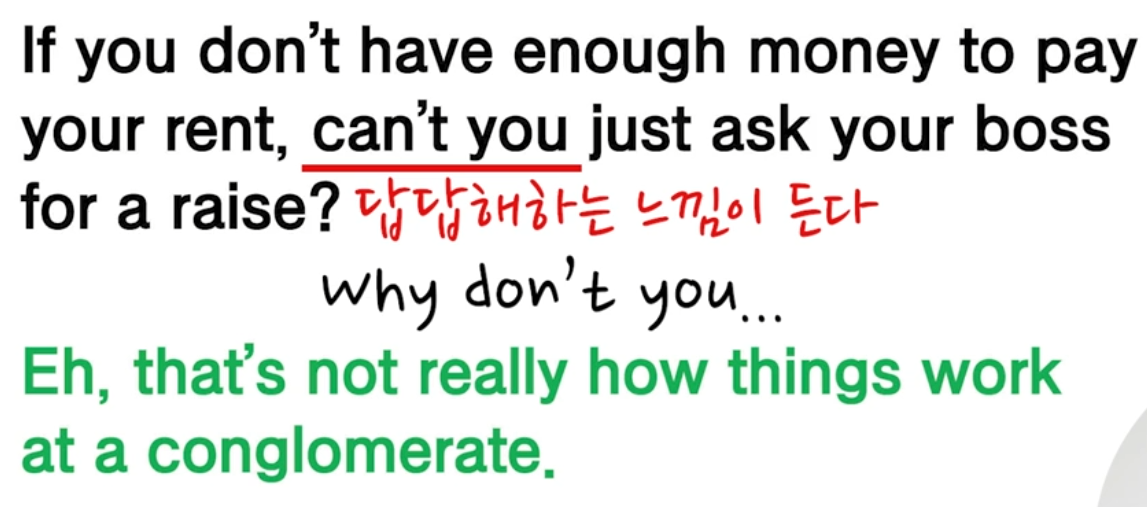 If you don't have enough money to pay
your rent, can't you just ask your boss
for a raise? 답답해하는 느낌이 든다
Why don't you...
Eh, that's not really how things work
at a conglomerate.